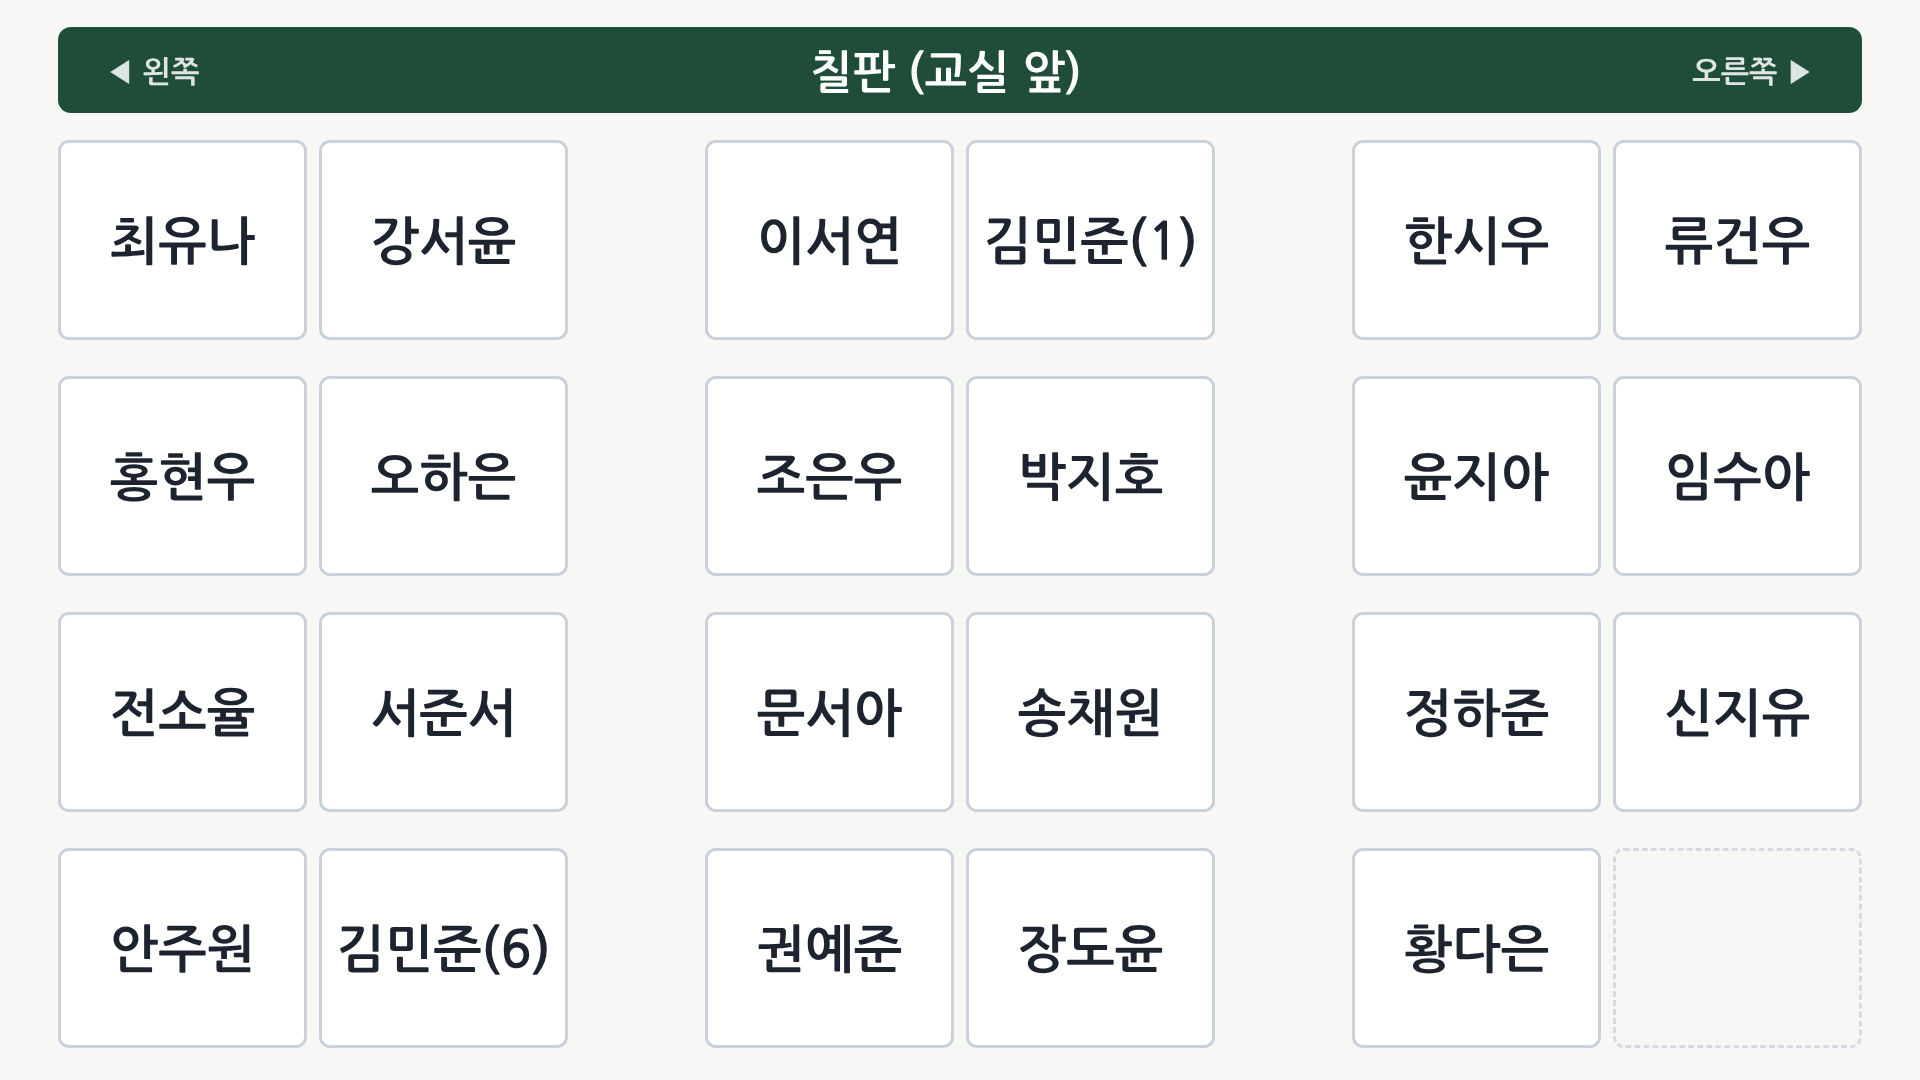 ◀ 왼쪽 칠판 (교실 앞) 오른쪽 ▶
최유나 강서윤 이서연 김민준(1) 한시우 류건우
홍현우 오하은 조은우 박지호 윤지아 임수아
전소율 서준서 문서아 송채원 정하준 신지유
안주원 김민준(6) 권예준 장도윤 황다은